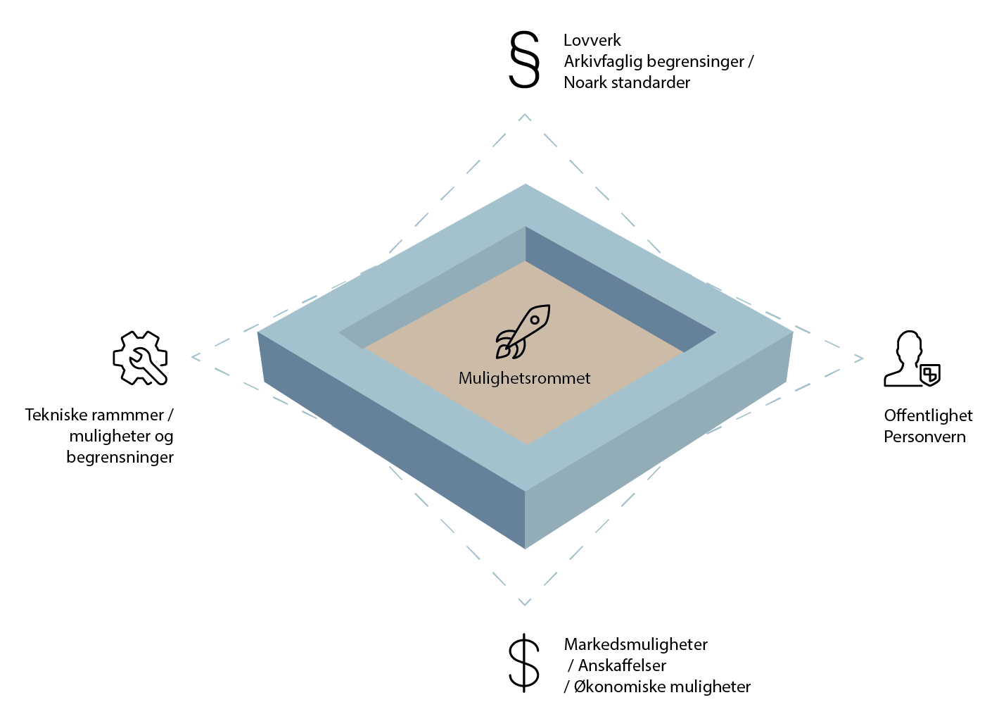 Lovverk
Arkivfaglig begrensinger /
Noark standarder
Mulighetsrommet
Tekniske rammmer /
muligheter og
begrensninger
Offentlighet
Personvern
Markedsmuligheter
/ Anskaffelser
/ Økonomiske muligheter